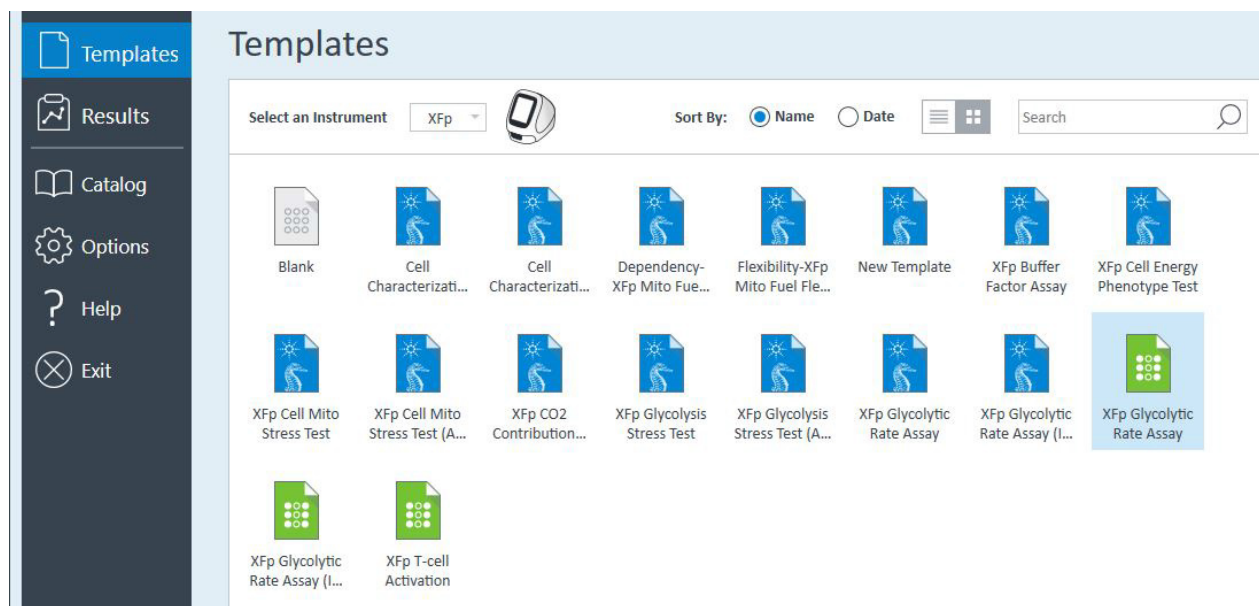 Templates
Results
Catalog
Options
Help
Exit
Templates
Select an Instrument XFp Sort By: Name Date Search
Blank
Cell
Characterizati...
Cell
Characterizati...
Dependency-
XFp Mito Fue...
Flexibility-XFp
Mito Fuel Fle...
New Template
XFp Buffer
Factor Assay
XFp Cell Energy
Phenotype Test
XFp Cell Mito
Stress Test
XFp Cell Mito
Stress Test (A...
XFp CO2
Contribution...
XFp Glycolysis
Stress Test
XFp Glycolysis
Stress Test (A...
XFp Glycolytic
Rate Assay
XFp Glycolytic
Rate Assay (I...
XFp Glycolytic
Rate Assay
XFp Glycolytic
Rate Assay (I...
XFp T-cell
Activation